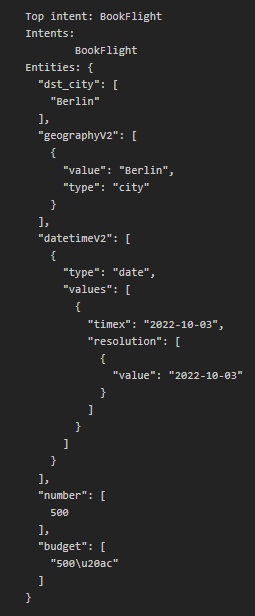 Top intent: BookFlight
Intents:
        BookFlight
Entities: {
  "dst_city": [
    "Berlin"
  ],
  "geographyV2": [
    {
      "value": "Berlin",
      "type": "city"
    }
  ],
  "datetimeV2": [
    {
      "type": "date",
      "values": [
        {
          "timex": "2022-10-03",
          "resolution": [
            {
              "value": "2022-10-03"
            }
          ]
        }
      ]
    }
  ],
  "number": [
    500
  ],
  "budget": [
    "500\u20ac"
  ]
}